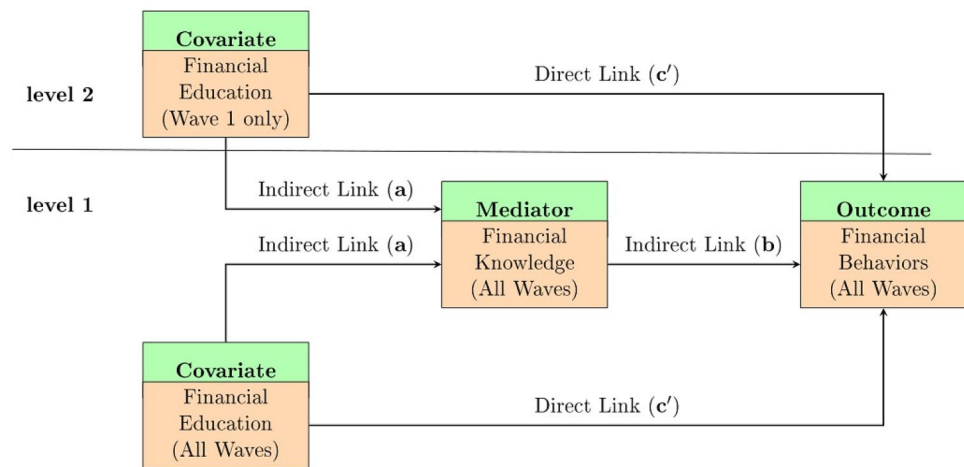 Covariate
Financial
Education
(Wave 1 only)
Direct Link (c′)
level 2
Indirect Link (a)
level 1
Mediator
Financial
Knowledge
(All Waves)
Outcome
Financial
Behaviors
(All Waves)
Indirect Link (a)
Indirect Link (b)
Covariate
Financial
Education
(All Waves)
Direct Link (c′)